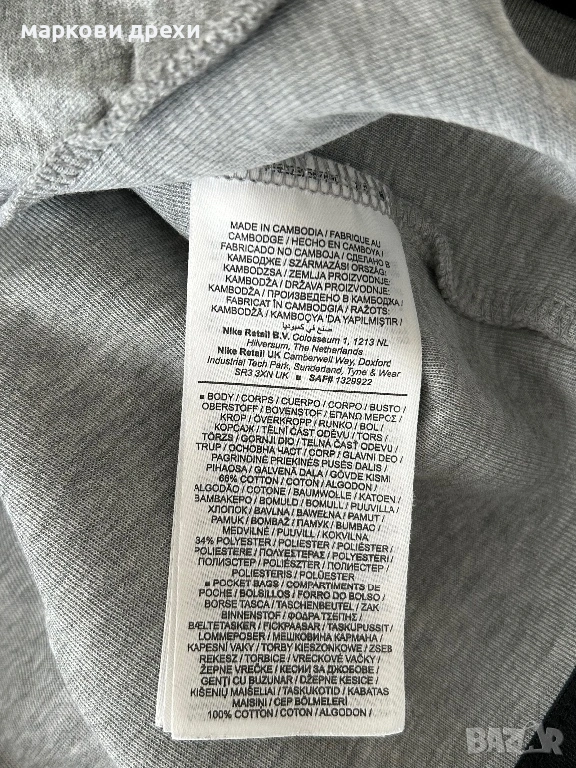 маркови дрехи
MADE IN CAMBODIA / FABRIQUE AU
CAMBODGE / HECHO EN CAMBOYA /
FABRICADO NO CAMBOJA / СДЕЛАНО В
КАМБОДЖЕ / SZÁRMAZÁSI ORSZÁG:
KAMBODZSA / ZEMLJA PROIZVODNJE:
KAMBODŽA / DRŽAVA PROIZVODNJE:
KAMBODŽA / ПРОИЗВЕДЕНО В КАМБОДЖА /
FABRICAT ÎN CAMBODGIA / RAŽOTS:
KAMBODŽĀ / KAMBOÇYA 'DA YAPILMIŞTIR /
صنع في كمبوديا
Nike Retail B.V. Colosseum 1, 1213 NL
Hilversum, The Netherlands
Nike Retail UK Camberwell Way, Doxford
Industrial Tech Park, Sunderland, Tyne & Wear
SR3 3XN UK ■ SAF# 1329922
■ BODY / CORPS / CUERPO / CORPO / BUSTO /
OBERSTOFF / BOVENSTOF / ΕΠΑΝΩ ΜΕΡΟΣ /
KROP / ÖVERKROPP / RUNKO / BOL /
КОРСАЖ / TĚLNÍ ČÁST ODĚVU / TORS /
TÖRZS / GORNJI DIO / TELNÁ ČASŤ /
TRUP / ОСНОВНА ЧАСТ / CORP / GLAVNI DEO /
PAGRINDINĖ PRIEKINĖS PUSĖS DALIS /
PIHAOSA / GALVENĀ DAĻA / GÖVDE KISMI
66% COTTON / COTON / ALGODÓN /
ALGODÃO / COTONE / BAUMWOLLE / KATOEN /
ΒΑΜΒΑΚΕΡΟ / BOMULD / BOMULL / PUUVILLA /
ХЛОПОК / BAVLNA / BAWEŁNA / PAMUT /
PAMUK / BOMBAŽ / ПАМУК / BUMBAC /
MEDVILNĖ / PUUVILL / KOKVILNA
34% POLYESTER / POLIÉSTER / POLIÉSTER /
POLIESTERE / ΠΟΛΥΕΣΤΕΡΑΣ / POLYESTERI /
ПОЛИЭСТЕР / POLIÉSZTER / ПОЛИЕСТЕР /
POLIESTERIS / POLÜESTER
■ POCKET BAGS / COMPARTIMENTS DE
POCHE / BOLSILLOS / FORRO DO BOLSO /
BORSE TASCA / TASCHENBEUTEL / ZAK
BINNENSTOF / ΦΟΔΡΑ ΤΣΕΠΗΣ /
BÆLTETASKER / FICKPÅSAR / TASKUPUSSIT /
LOMMEPOSER / МЕШКОВИНА КАРМАНА /
KAPESNÍ VAKY / TORBY KIESZONKOWE / ZSEB
REKESZ / TORBICE / VRECKOVÉ VAČKY /
ŽEPNE VREČKE / КЕСИИ ЗА ДЖОБОВЕ /
GENȚI CU BUZUNAR / DŽEPNE KESICE /
KIŠENIŲ MAIŠELIAI / TASKUKOTID / KABATAS
MAISIŅI / CEP BÖLMELERİ
100% COTTON / COTON / ALGODÓN /
BAZAR